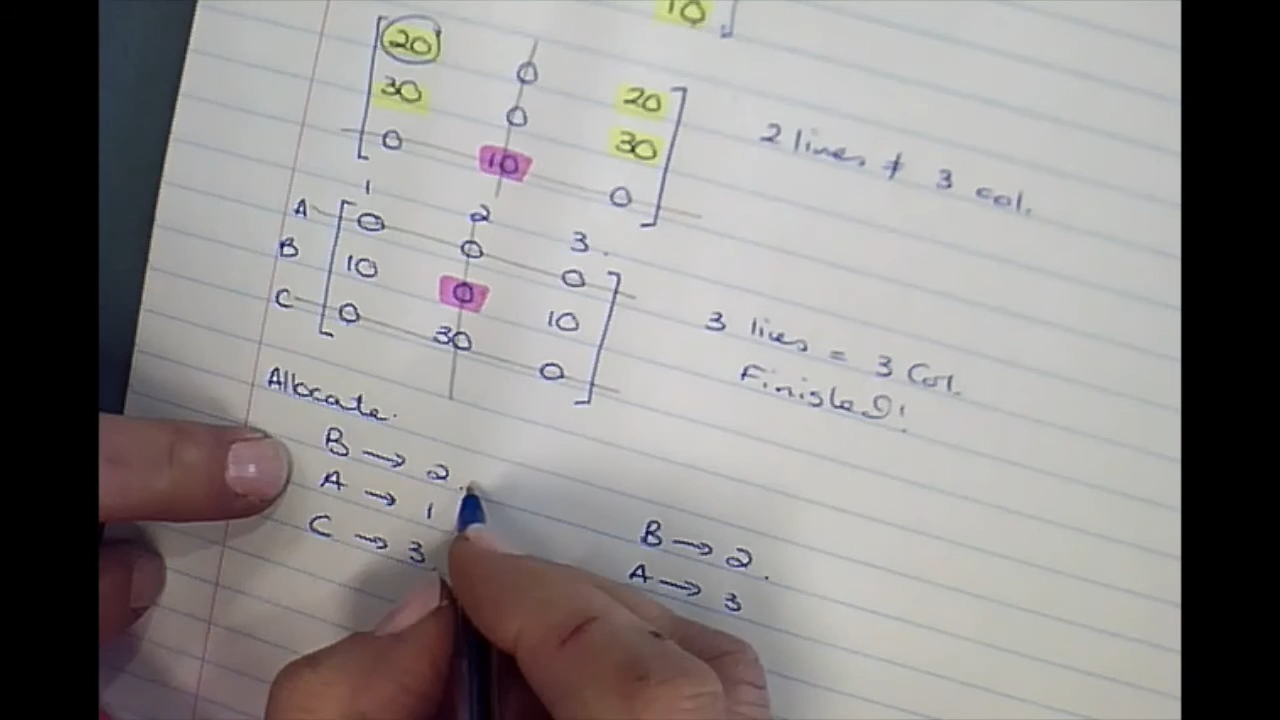 10
20 0 20
30 0 30
0 10 0
2 lines ≠ 3 col.
1 2 3.
A 0 0 0
B 10 0 10
C 0 30 0
3 lines = 3 Col.
Finished!
Allocate.
B → 2.
A → 1
C → 3.
B → 2.
A → 3